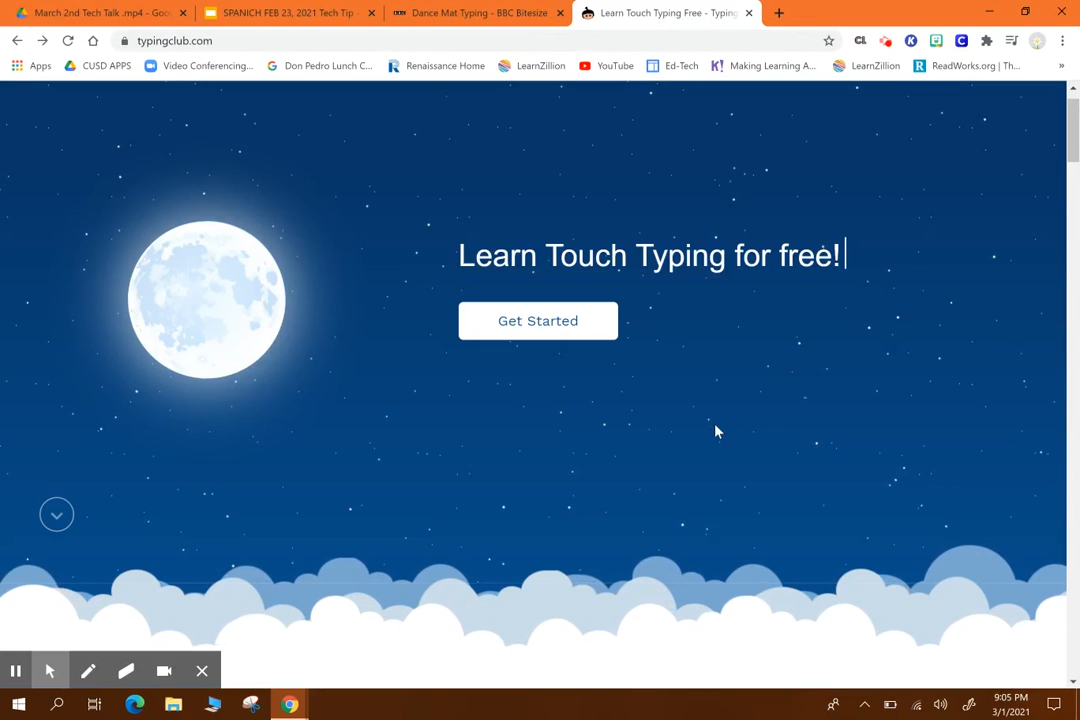 March 2nd Tech Talk .mp4 - Goo
SPANICH FEB 23, 2021 Tech Tip -
Dance Mat Typing - BBC Bitesize
Learn Touch Typing Free - Typing
typingclub.com
Apps
CUSD APPS
Video Conferencing...
Don Pedro Lunch C...
Renaissance Home
LearnZillion
YouTube
Ed-Tech
Making Learning A...
LearnZillion
ReadWorks.org | Th...
Learn Touch Typing for free!
Get Started
9:05 PM
3/1/2021